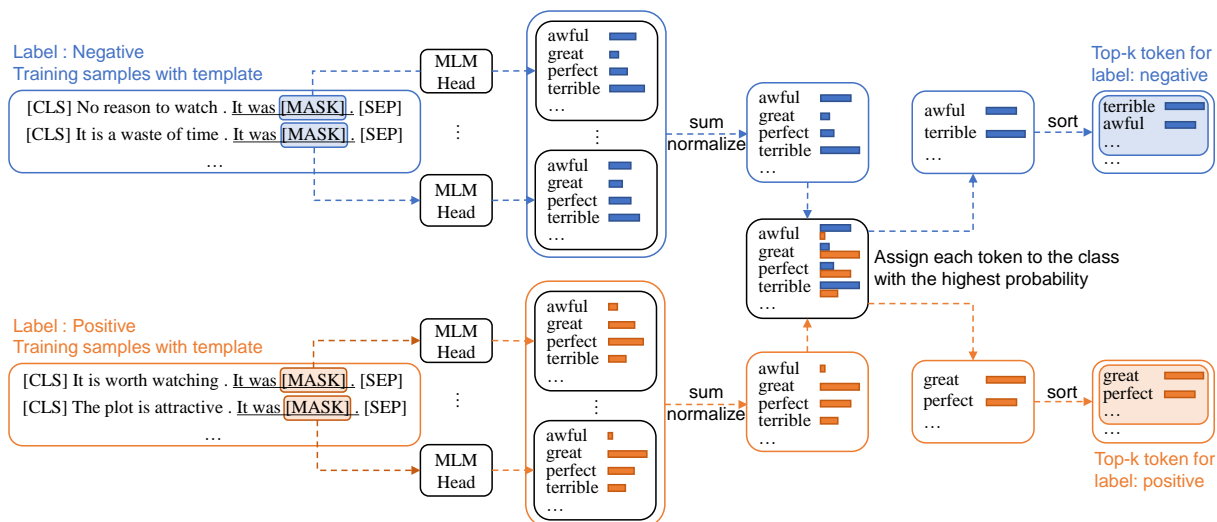 Label : Negative
Training samples with template
[CLS] No reason to watch . It was [MASK] . [SEP]
[CLS] It is a waste of time . It was [MASK] . [SEP]
…
MLM
Head
⋮
MLM
Head
awful
great
perfect
terrible
…
⋮
awful
great
perfect
terrible
…
sum
normalize
awful
great
perfect
terrible
…
awful
terrible
…
sort
Top-k token for
label: negative
terrible
awful
…
…
awful
great
perfect
terrible
…
Assign each token to the class
with the highest probability
Label : Positive
Training samples with template
[CLS] It is worth watching . It was [MASK] . [SEP]
[CLS] The plot is attractive . It was [MASK] . [SEP]
…
MLM
Head
⋮
MLM
Head
awful
great
perfect
terrible
…
⋮
awful
great
perfect
terrible
…
sum
normalize
awful
great
perfect
terrible
…
great
perfect
…
sort
great
perfect
…
…
Top-k token for
label: positive